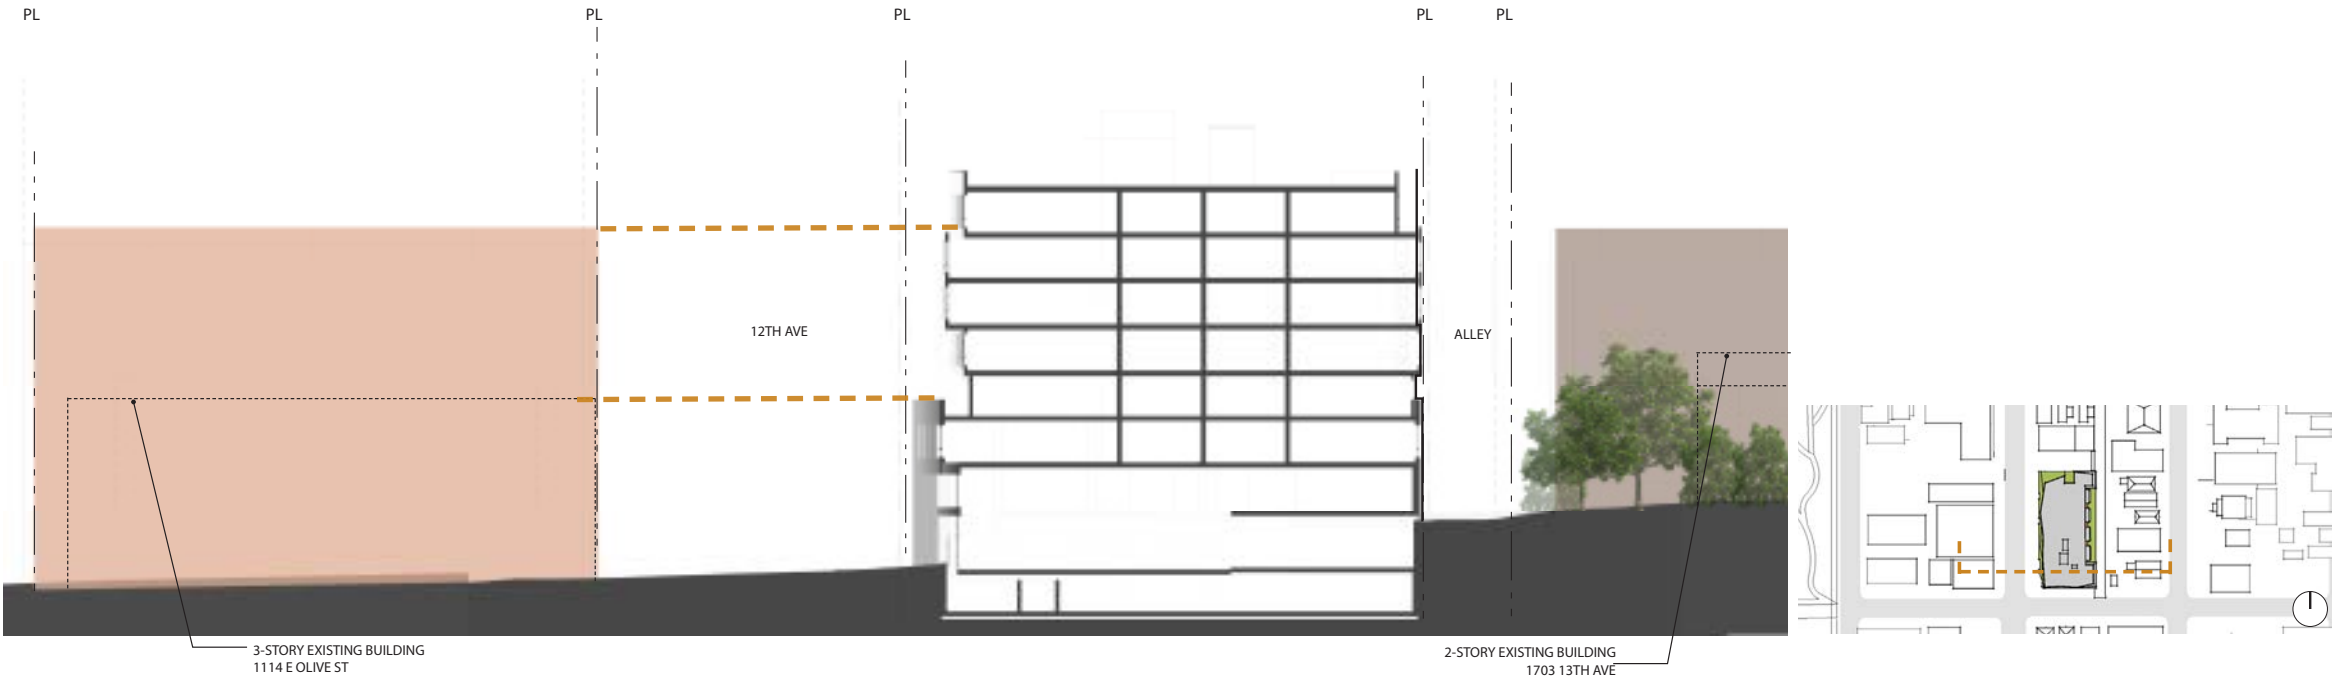 PL
PL
PL
PL
PL
12TH AVE
ALLEY
3-STORY EXISTING BUILDING
1114 E OLIVE ST
2-STORY EXISTING BUILDING
1703 13TH AVE